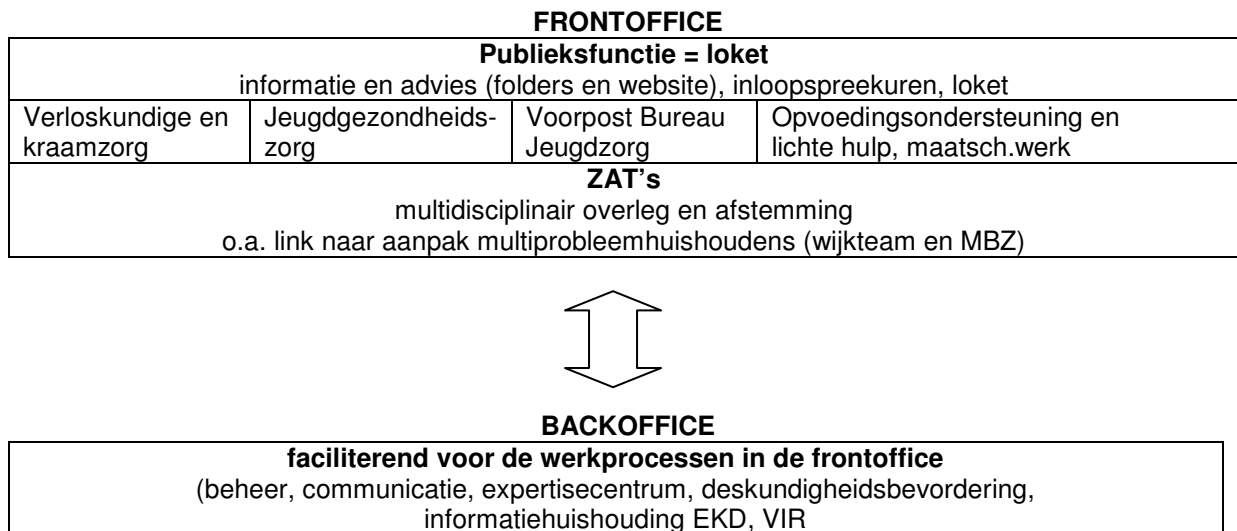 FRONTOFFICE
Publieksfunctie = loket
informatie en advies (folders en website), inloopspreekuren, loket
Verloskundige en
kraamzorg
Jeugdgezondheids-
zorg
Voorpost Bureau
Jeugdzorg
Opvoedingsondersteuning en
lichte hulp, maatsch.werk
ZAT's
multidisciplinair overleg en afstemming
o.a. link naar aanpak multiprobleemhuishoudens (wijkteam en MBZ)
BACKOFFICE
faciliterend voor de werkprocessen in de frontoffice
(beheer, communicatie, expertisecentrum, deskundigheidsbevordering,
informatiehuishouding EKD, VIR